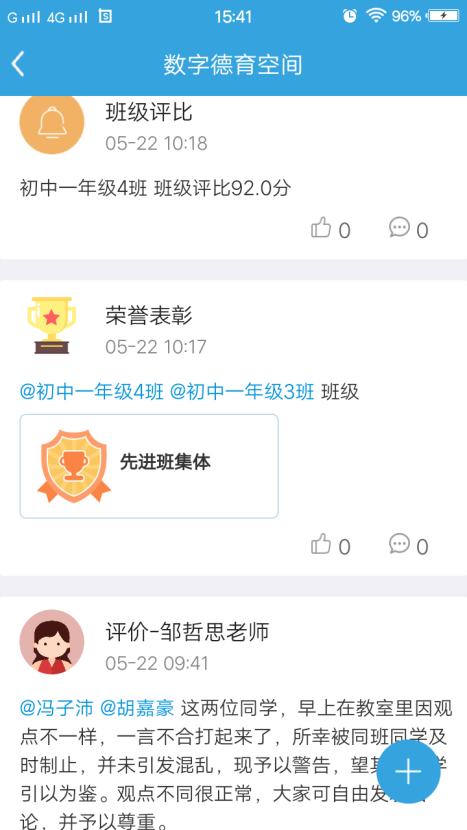 G 4G 15:41 96%
数字德育空间
班级评比
05-22 10:18
初中一年级4班 班级评比92.0分
0 0
荣誉表彰
05-22 10:17
@初中一年级4班 @初中一年级3班 班级
先进班集体
0 0
评价-邹哲思老师
05-22 09:41
@冯子沛 @胡嘉豪 这两位同学，早上在教室里因观
点不一样，一言不合打起来了，所幸被同班同学及
时制止，并未引发混乱，现予以警告，望其 学
引以为鉴。观点不同很正常，大家可自由发 言
论，并予以尊重。